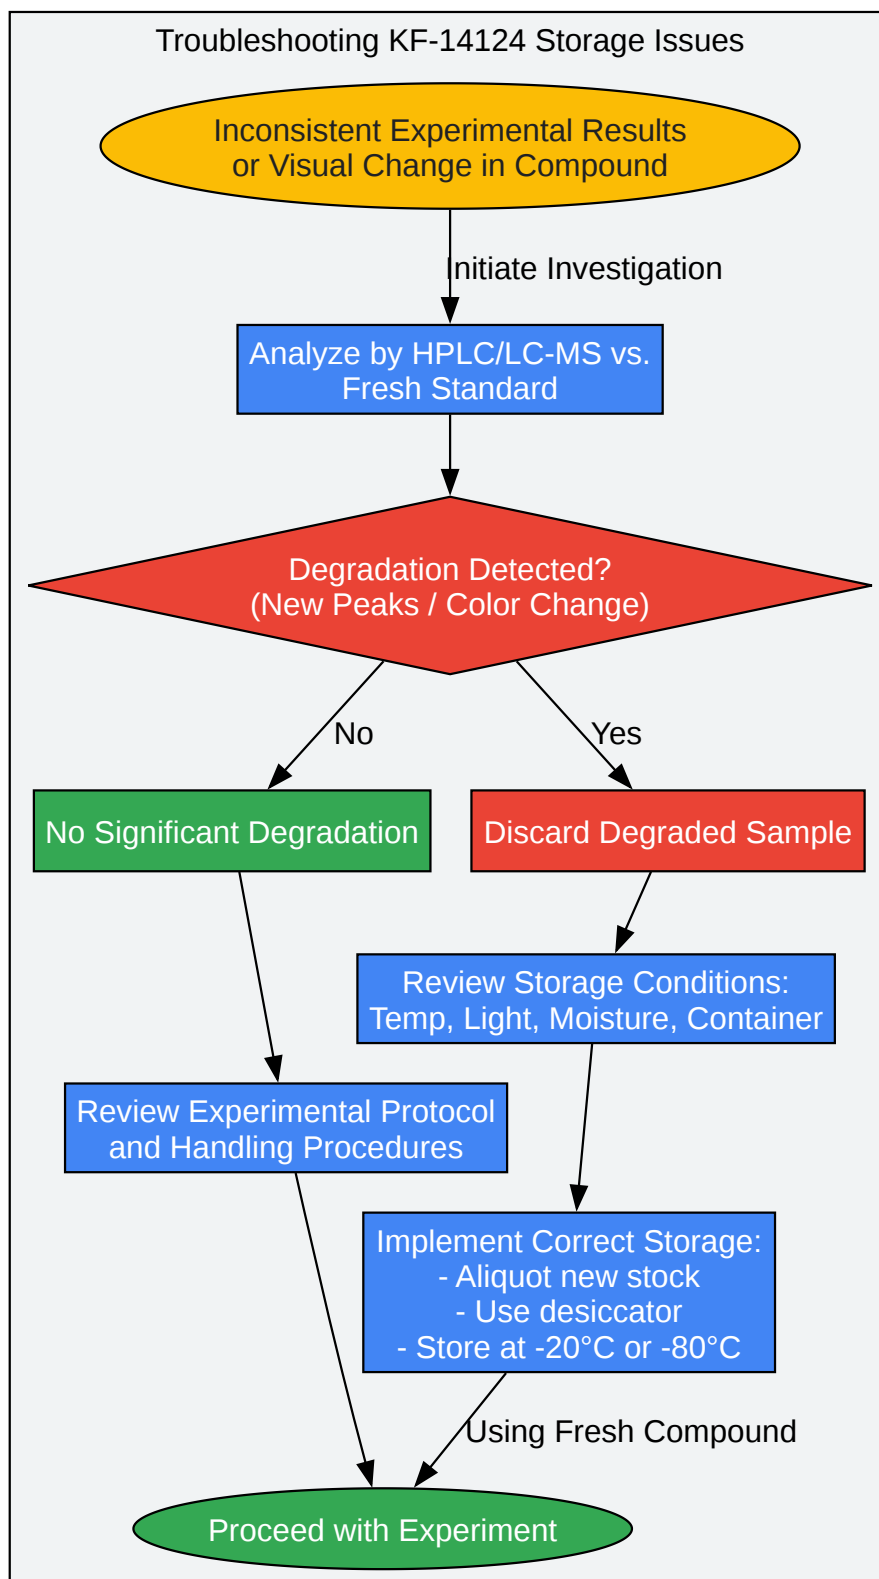 Troubleshooting KF-14124 Storage Issues
Inconsistent Experimental Results
or Visual Change in Compound
Initiate Investigation
Analyze by HPLC/LC-MS vs.
Fresh Standard
Degradation Detected?
(New Peaks / Color Change)
No
Yes
No Significant Degradation
Discard Degraded Sample
Review Storage Conditions:
Temp, Light, Moisture, Container
Review Experimental Protocol
and Handling Procedures
Implement Correct Storage:
- Aliquot new stock
- Use desiccator
- Store at -20°C or -80°C
Using Fresh Compound
Proceed with Experiment